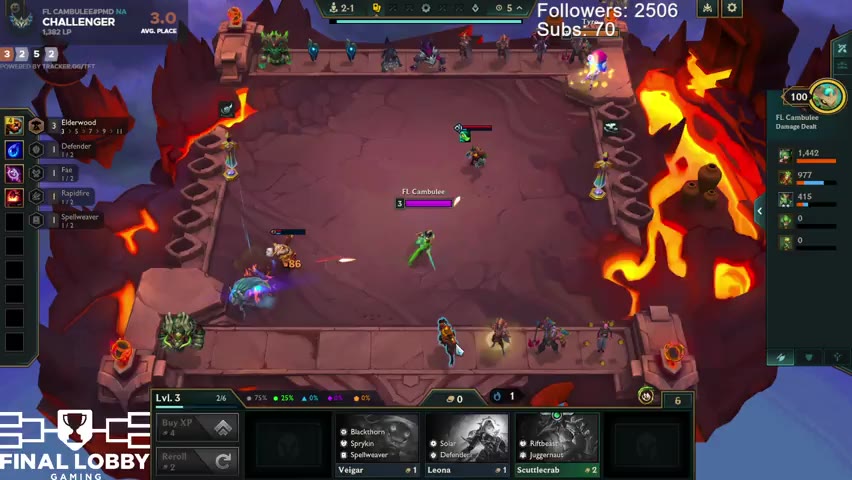 FL CAMBULEE#PMD NA
CHALLENGER
1,382 LP
3.0
AVG. PLACE
3 2 5 2
POWERED BY TRACKER.GG/TFT
2-1
5
Followers: 2506
Subs: 70
3 Elderwood
3 > 5 > 7 > 9 > 11
1 Defender
1 / 2
1 Fae
1 / 2
1 Rapidfire
1 / 2
1 Spellweaver
1 / 2
100
FL Cambulee
Damage Dealt
1,442
977
415
0
0
FL Cambulee
3
86
Lvl. 3
2/6
75%
25%
0%
0%
0%
0
1
6
Buy XP
4
Reroll
2
Blackthorn
Sprykin
Spellweaver
Veigar
1
Solar
Defender
Leona
1
Riftbeast
Juggernaut
Scuttlecrab
2
FINAL LOBBY
GAMING